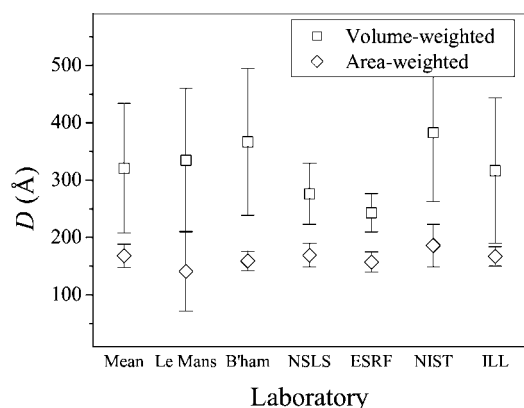 Volume-weighted
Area-weighted
500
400
300
200
100
D (Å)
Mean Le Mans B'ham NSLS ESRF NIST ILL
Laboratory